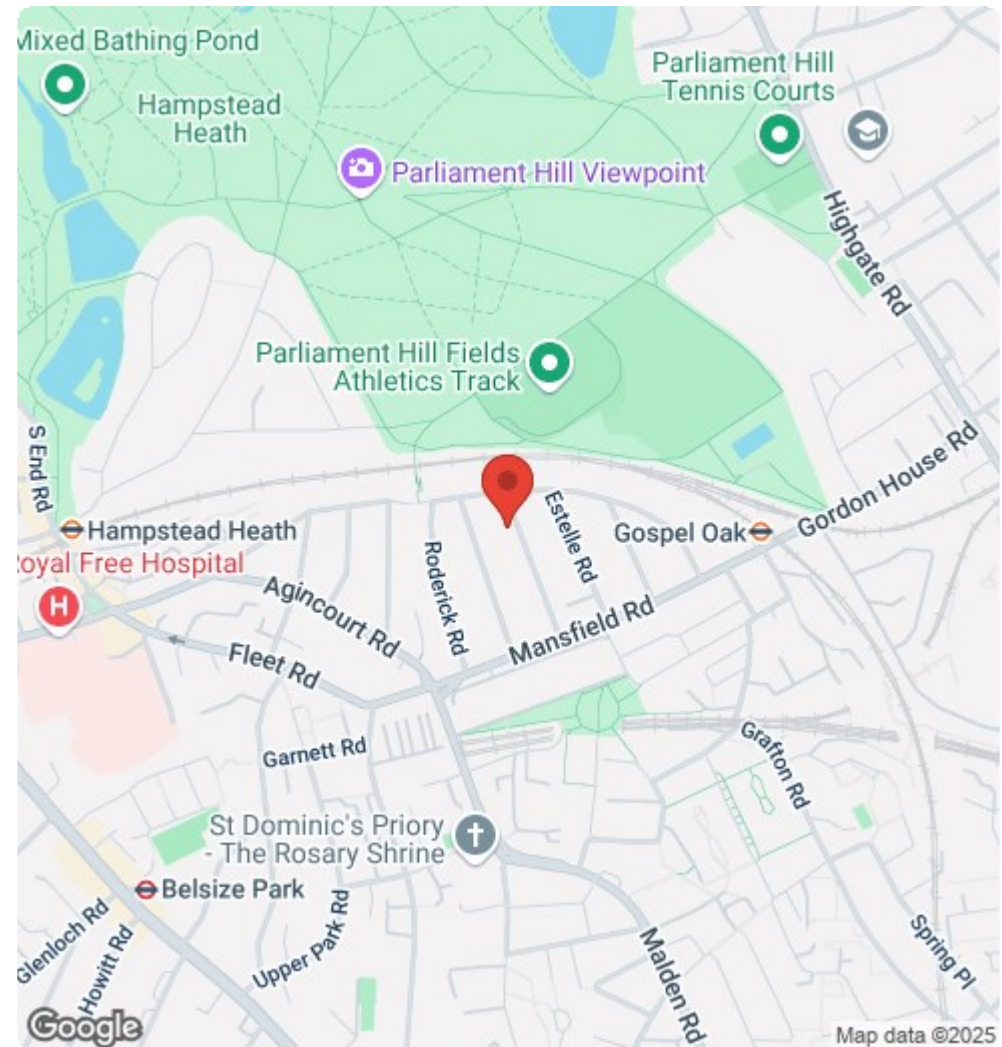 Mixed Bathing Pond
Hampstead
Heath
Parliament Hill
Tennis Courts
Parliament Hill Viewpoint
Highgate Rd
Parliament Hill Fields
Athletics Track
S End Rd
Hampstead Heath
Royal Free Hospital
H
Roderick Rd
Estelle Rd
Gospel Oak
Gordon House Rd
Agincourt Rd
Mansfield Rd
Fleet Rd
Garnett Rd
Grafton Rd
St Dominic's Priory
- The Rosary Shrine
Belsize Park
Glenloch Rd
Howitt Rd
Upper Park Rd
Malden Rd
Spring Pl
Google
Map data ©2025